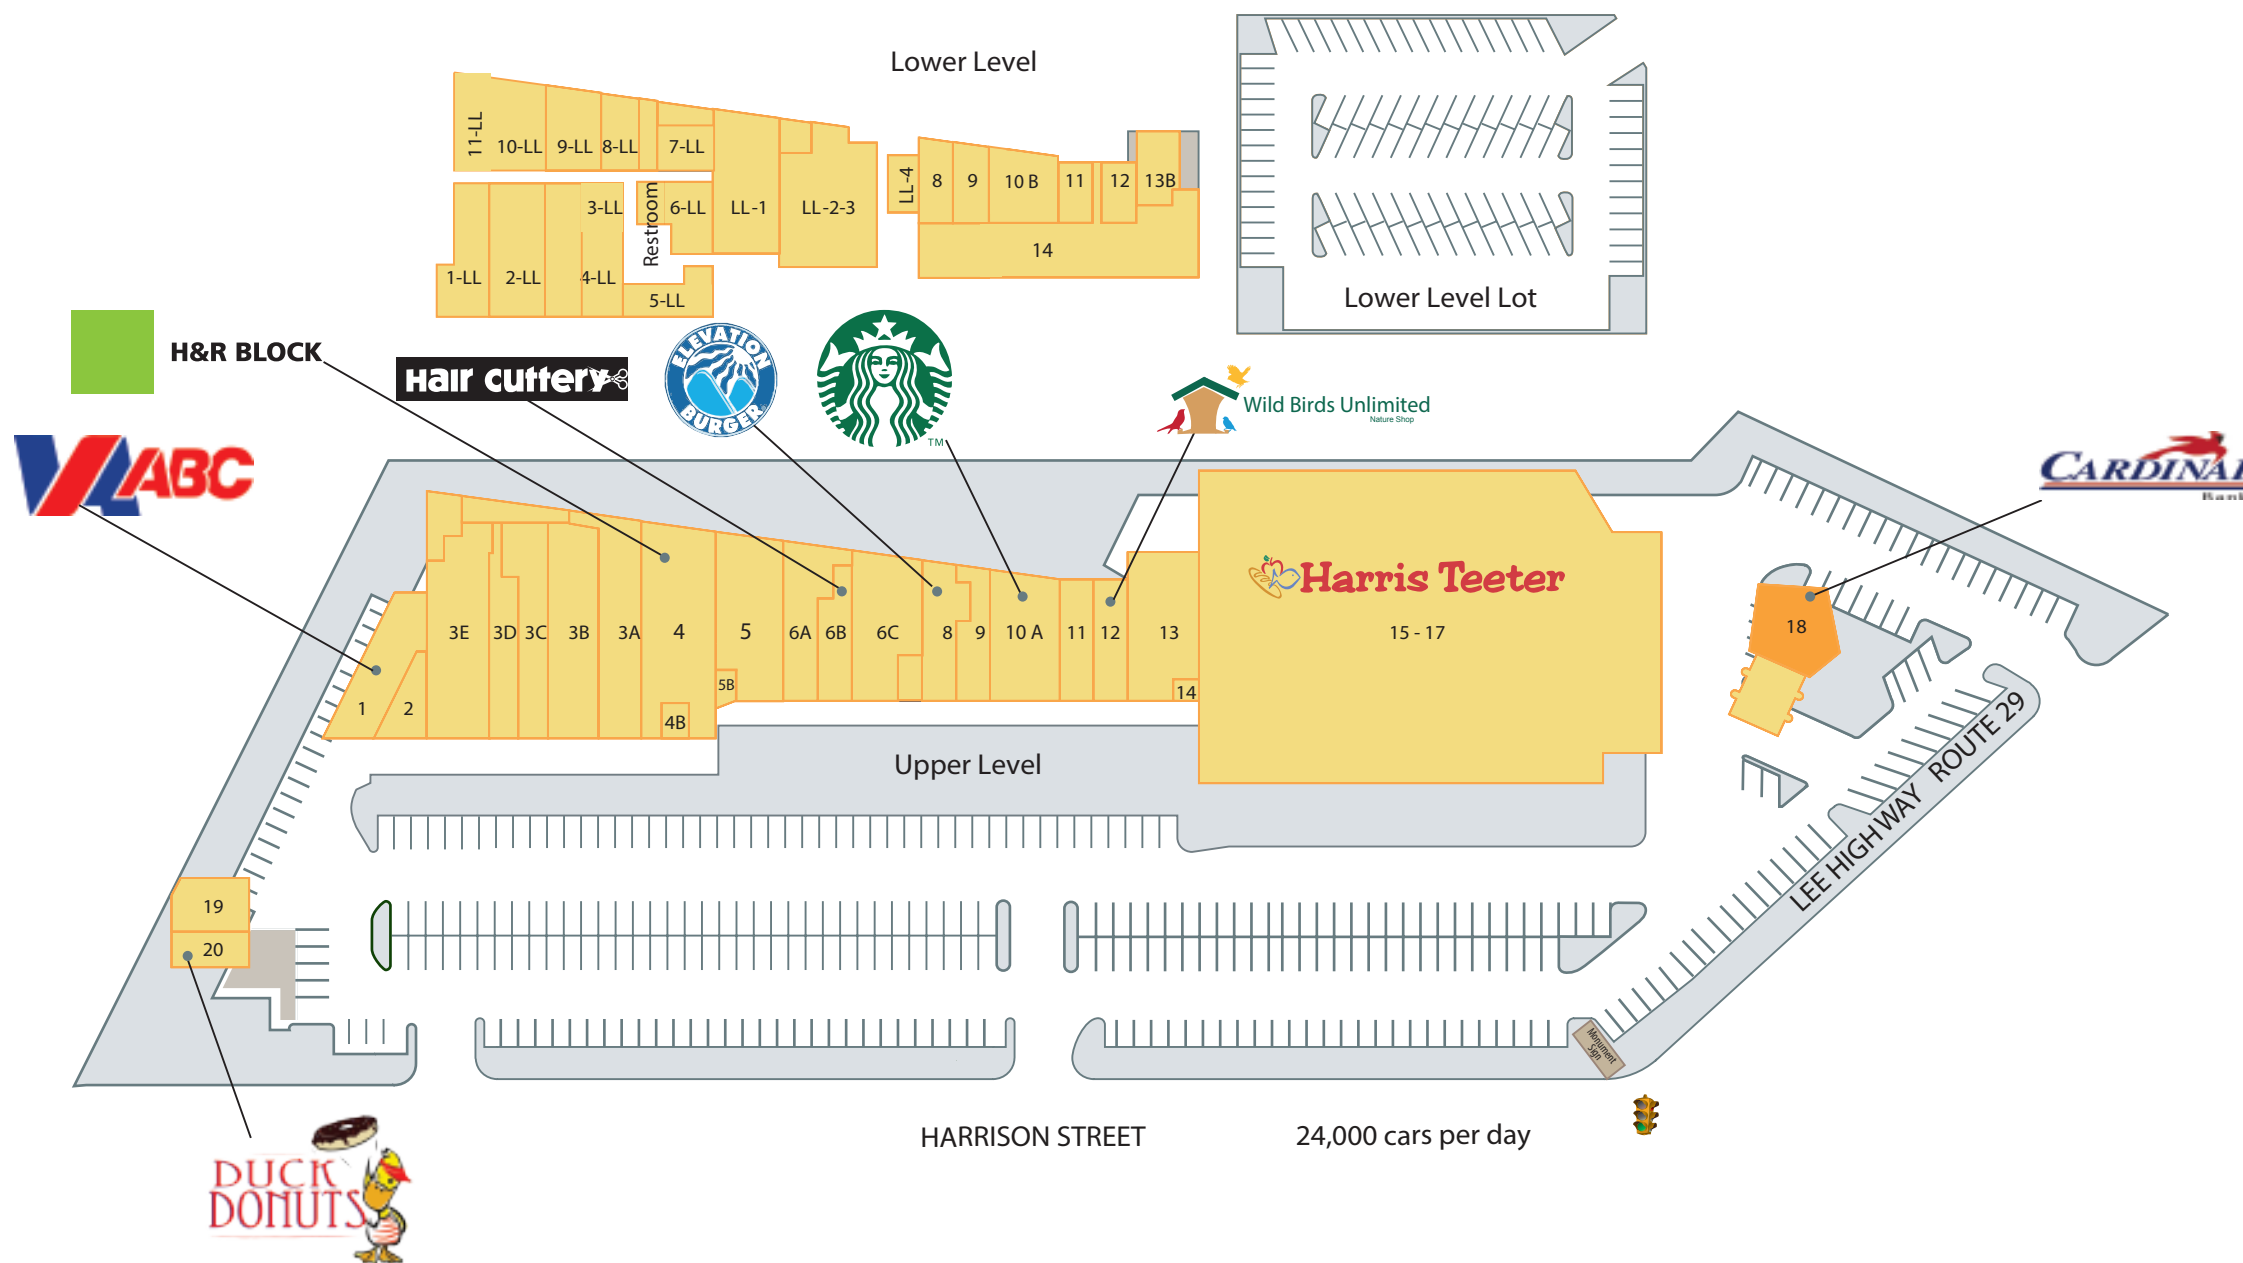 Lower Level
11-LL
10-LL
9-LL
8-LL
7-LL
3-LL
Restroom
6-LL
LL-1
LL-2-3
1-LL
2-LL
4-LL
5-LL
LL-4
8
9
10 B
11
12
13B
14
Lower Level Lot
H&R BLOCK
Hair Cuttery
ELEVATION
BURGER
TM
Wild Birds Unlimited
Nature Shop
VA ABC
CARDINAL
Bank
Harris Teeter
3E
3D
3C
3B
3A
4
5
6A
6B
6C
8
9
10 A
11
12
13
15 - 17
18
1
2
4B
5B
14
Upper Level
LEE HIGHWAY ROUTE 29
19
20
Monument
Sign
HARRISON STREET
24,000 cars per day
DUCK
DONUTS